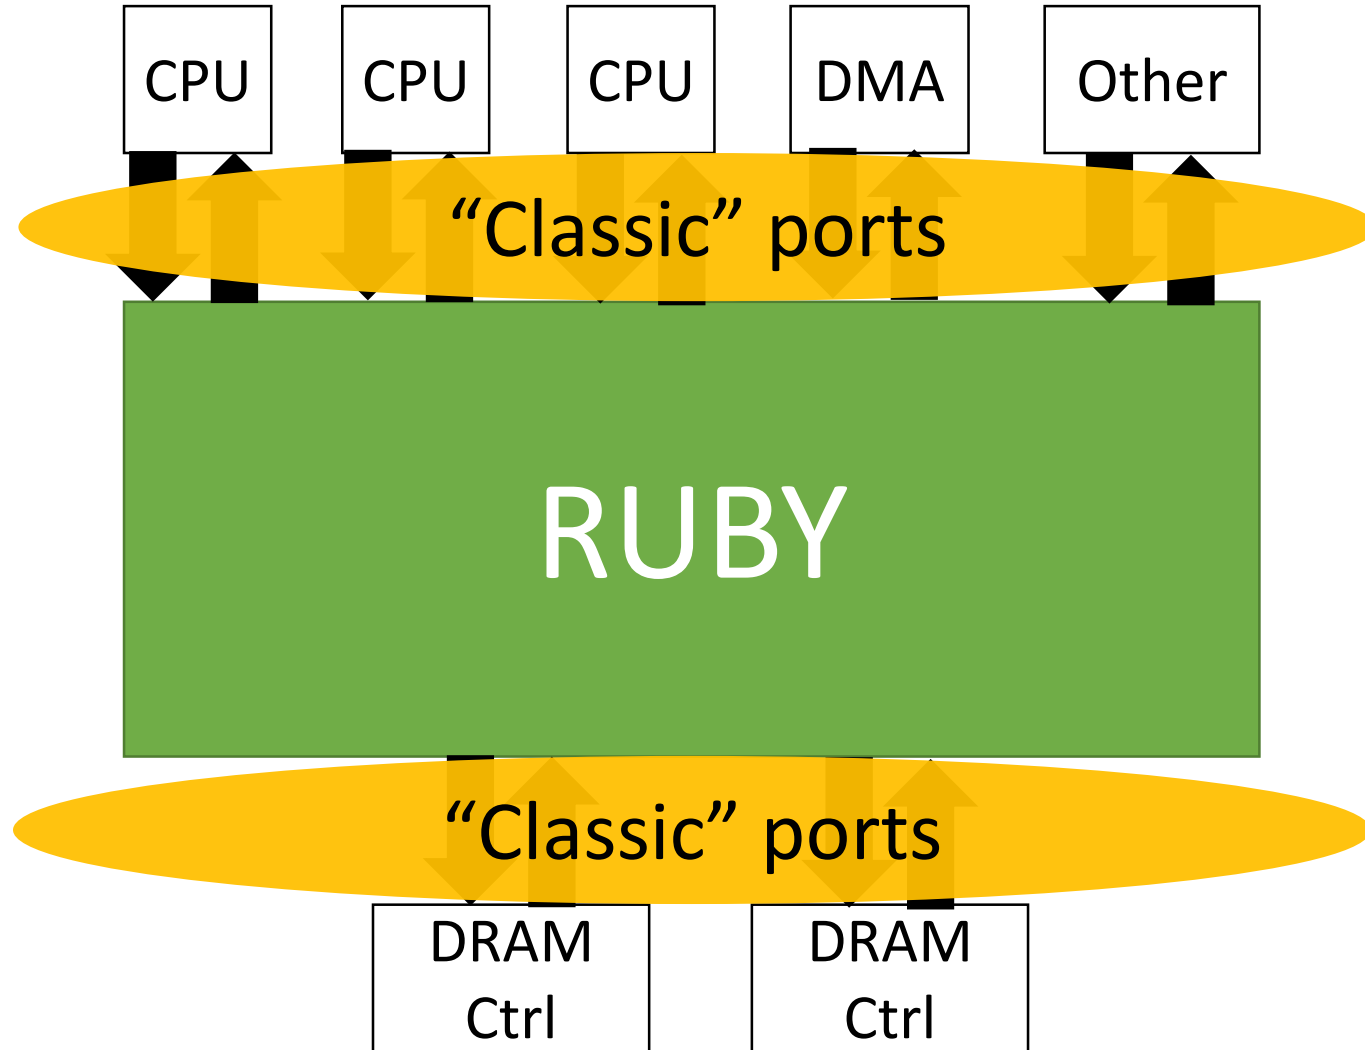 CPU
CPU
CPU
DMA
Other
“Classic” ports
RUBY
“Classic” ports
DRAM
Ctrl
DRAM
Ctrl